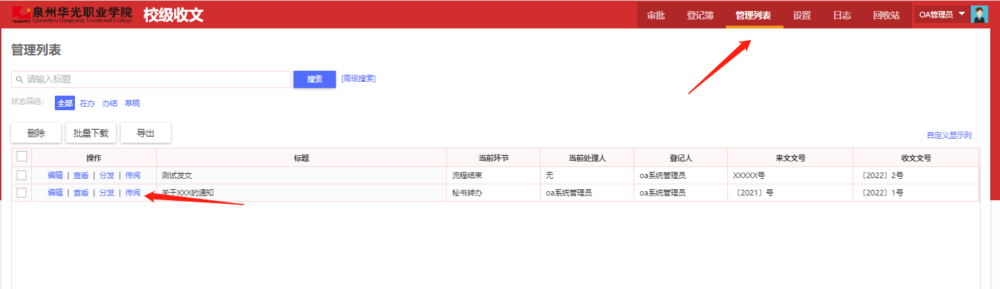 泉州华光职业学院 校级收文 审批 登记簿 管理列表 设置 日志 回收站 OA管理员
Quanzhou Huaguang Vocational College
管理列表
请输入标题 搜索 [高级搜索]
状态筛选: 全部 在办 办结 草稿
删除 批量下载 导出 自定义显示列
操作 标题 当前环节 当前处理人 登记人 来文文号 收文文号
编辑 | 查看 | 分发 | 传阅 测试发文 流程结束 无 oa系统管理员 XXXXX号 〔2022〕2号
编辑 | 查看 | 分发 | 传阅 关于XXX的通知 秘书转办 oa系统管理员 oa系统管理员 〔2021〕号 〔2022〕1号